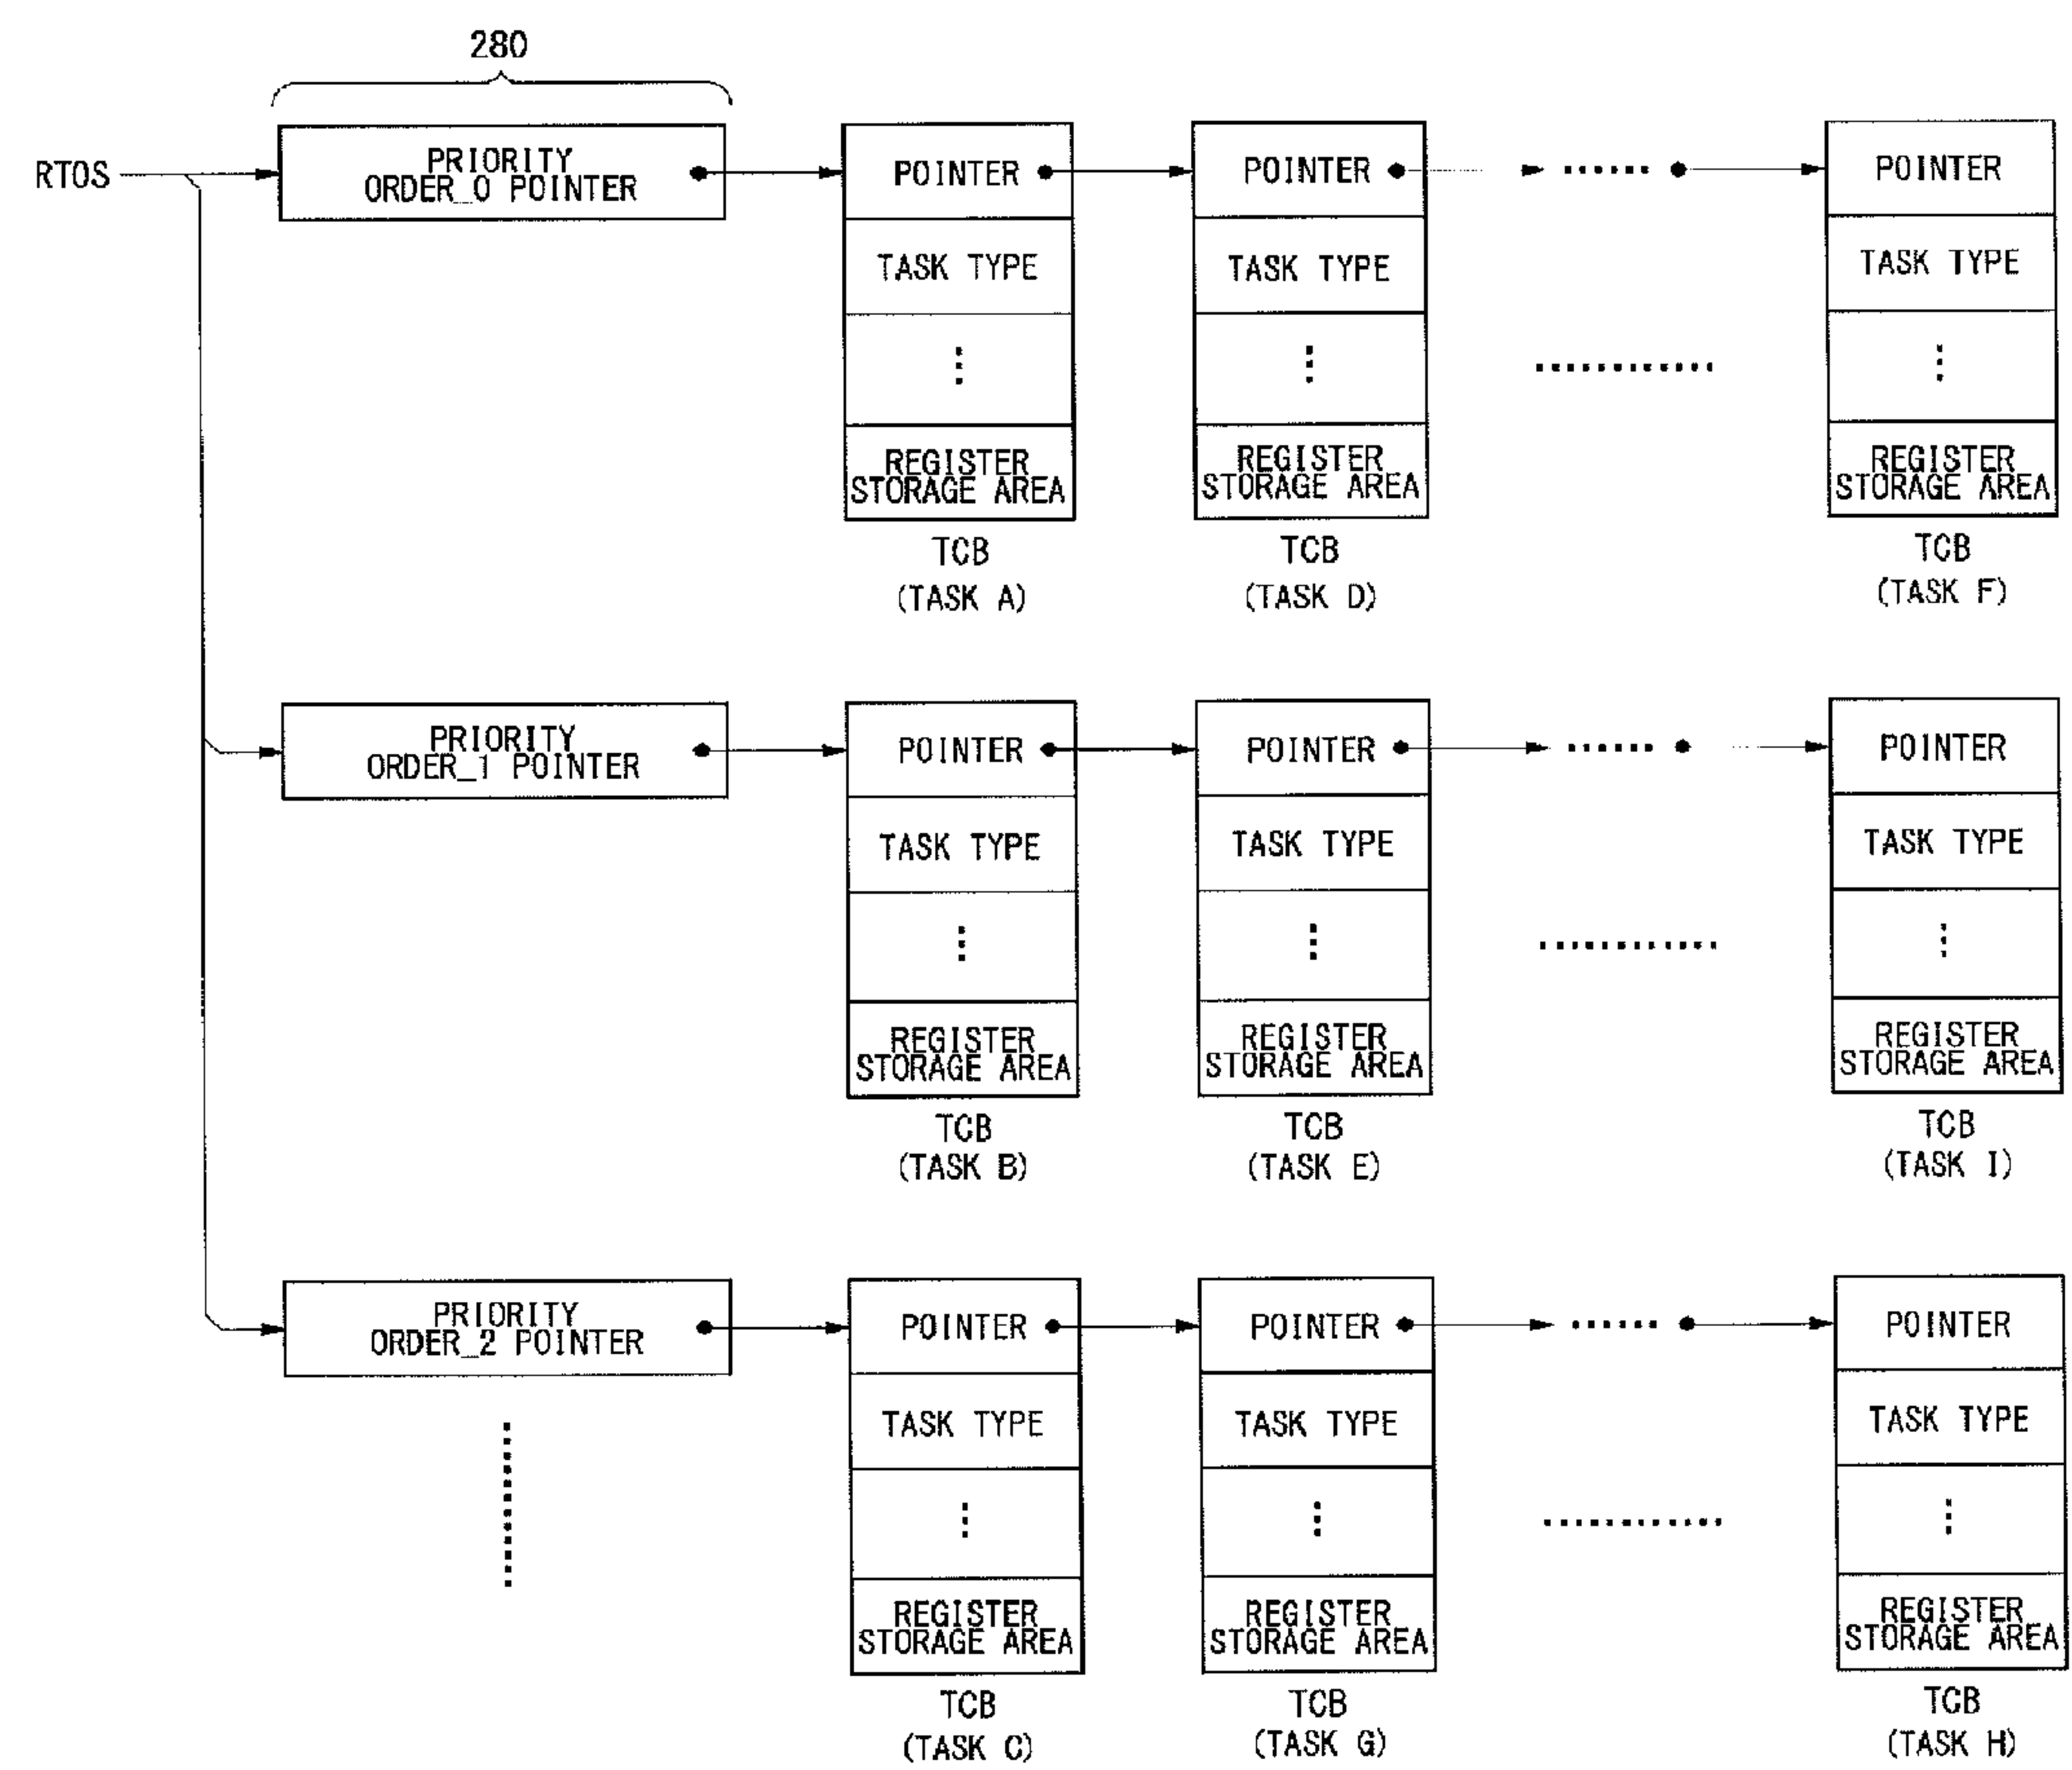 280
RTOS
PRIORITY
ORDER_0 POINTER
POINTER
TASK TYPE
REGISTER
STORAGE AREA
TCB
(TASK A)
POINTER
TASK TYPE
REGISTER
STORAGE AREA
TCB
(TASK D)
POINTER
TASK TYPE
REGISTER
STORAGE AREA
TCB
(TASK F)
PRIORITY
ORDER_1 POINTER
POINTER
TASK TYPE
REGISTER
STORAGE AREA
TCB
(TASK B)
POINTER
TASK TYPE
REGISTER
STORAGE AREA
TCB
(TASK E)
POINTER
TASK TYPE
REGISTER
STORAGE AREA
TCB
(TASK I)
PRIORITY
ORDER_2 POINTER
POINTER
TASK TYPE
REGISTER
STORAGE AREA
TCB
(TASK C)
POINTER
TASK TYPE
REGISTER
STORAGE AREA
TCB
(TASK G)
POINTER
TASK TYPE
REGISTER
STORAGE AREA
TCB
(TASK H)